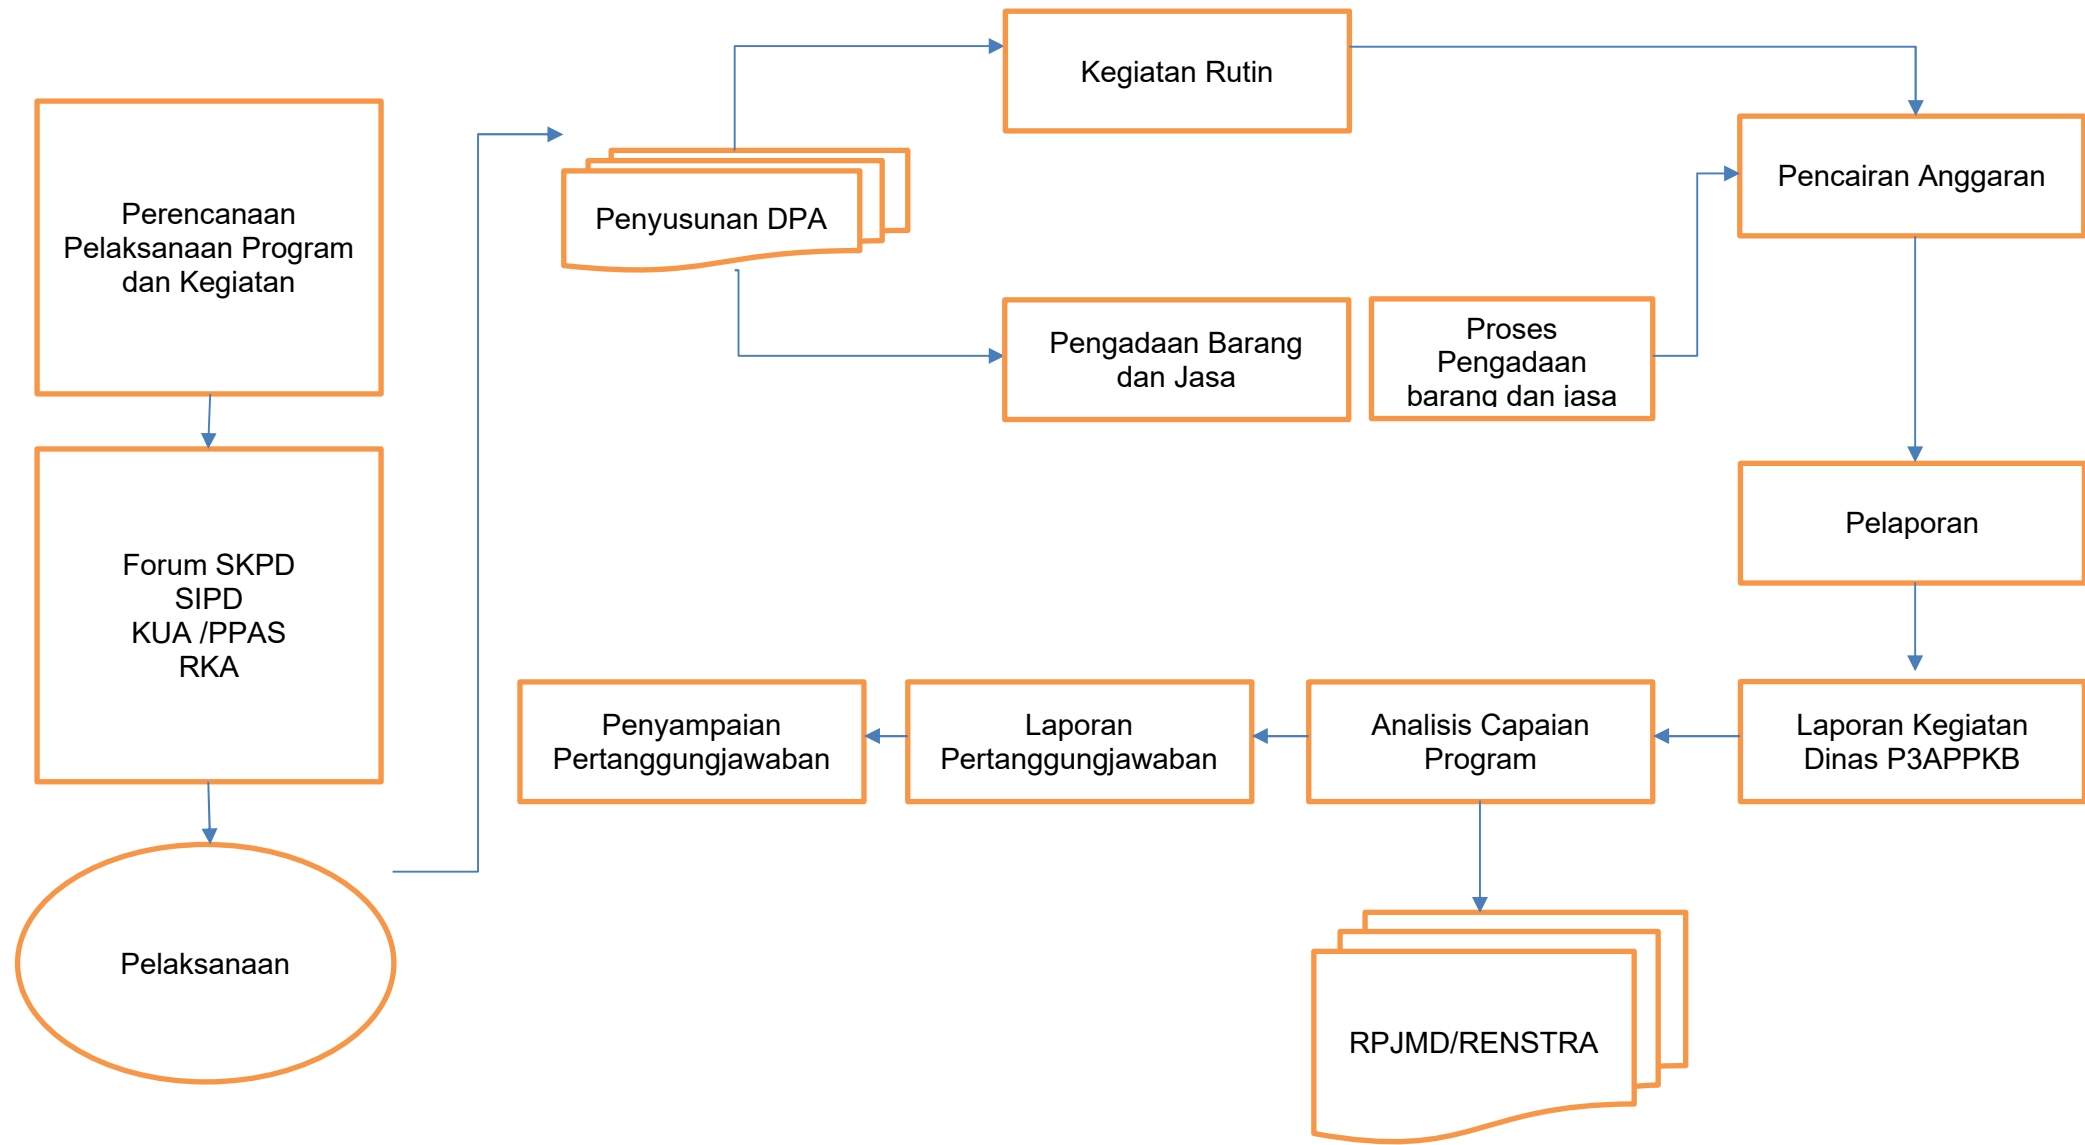 Perencanaan
Pelaksanaan Program
dan Kegiatan
Forum SKPD
SIPD
KUA /PPAS
RKA
Pelaksanaan
Penyusunan DPA
Kegiatan Rutin
Pengadaan Barang
dan Jasa
Proses
Pengadaan
barang dan jasa
Pencairan Anggaran
Pelaporan
Laporan Kegiatan
Dinas P3APPKB
Analisis Capaian
Program
Laporan
Pertanggungjawaban
Penyampaian
Pertanggungjawaban
RPJMD/RENSTRA